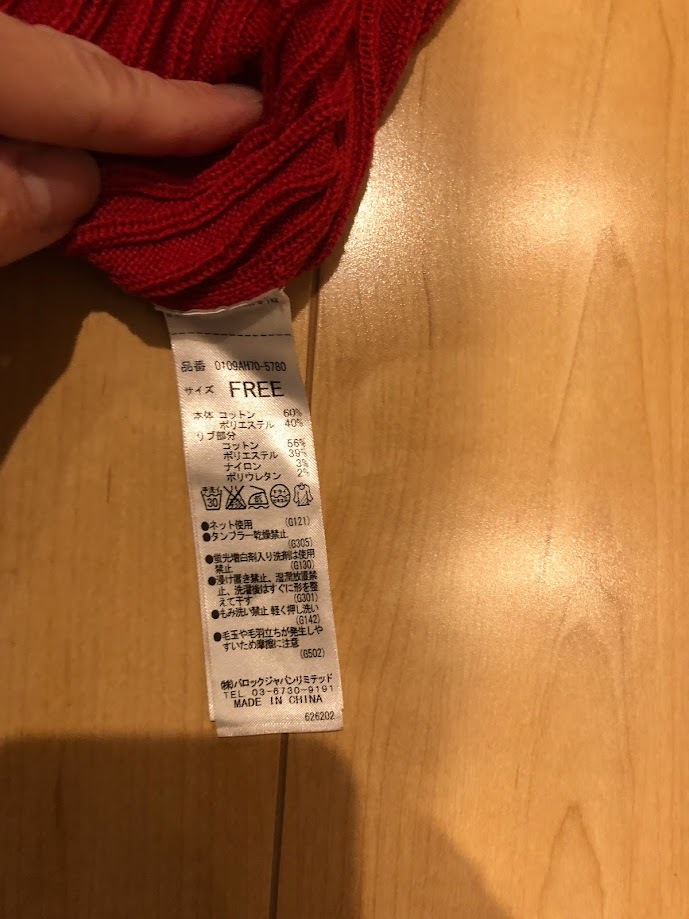 品番 0109AH70-5780
サイズ FREE
本体 コットン 60%
ポリエステル 40%
リブ部分
コットン 56%
ポリエステル 39%
ナイロン 3%
ポリウレタン 2%
30
●ネット使用 (G121)
●タンブラー乾燥禁止
(G305)
●蛍光増白剤入り洗剤は使用
禁止 (G130)
●浸け置き禁止、湿潤放置禁
止、洗濯後はすぐに形を整
えて干す (G301)
●もみ洗い禁止 軽く押し洗い
(G142)
●毛玉や毛羽立ちが発生しや
すいため摩擦に注意
(G502)
(株)バロックジャパンリミテッド
TEL 03-6730-9191
MADE IN CHINA
626202